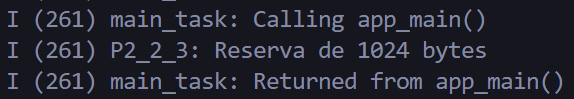 I (261) main_task: Calling app_main()
I (261) P2_2_3: Reserva de 1024 bytes
I (261) main_task: Returned from app_main()